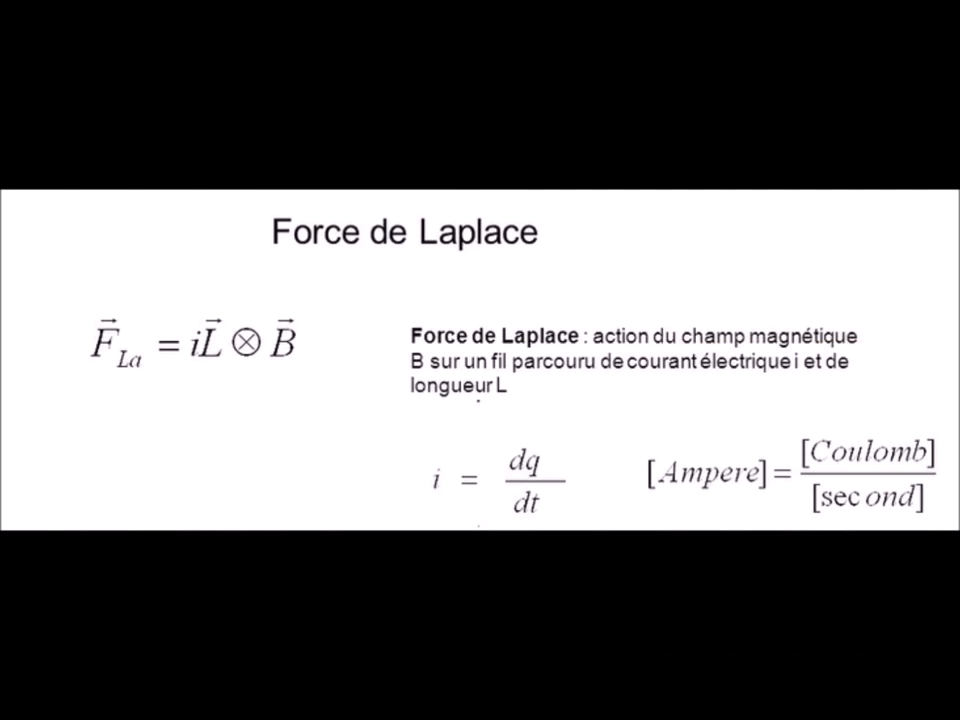 Force de Laplace
F⃗_La = iL⃗ ⊗ B⃗
Force de Laplace : action du champ magnétique
B sur un fil parcouru de courant électrique i et de
longueur L
i = dq/dt
[Ampere] = [Coulomb]/[second]